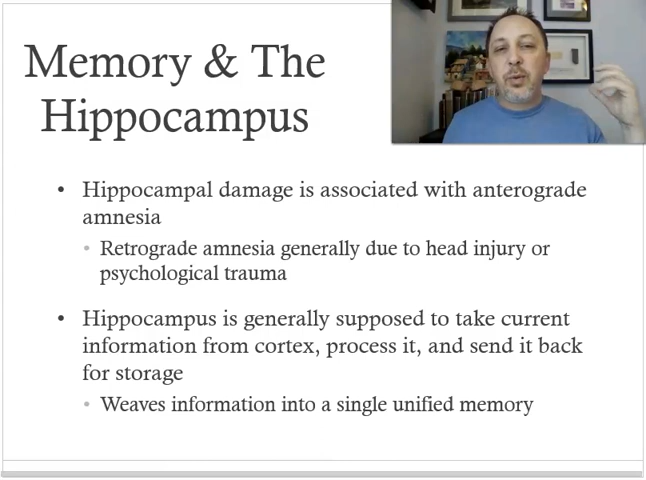 Memory & The
Hippocampus
• Hippocampal damage is associated with anterograde
amnesia
• Retrograde amnesia generally due to head injury or
psychological trauma
• Hippocampus is generally supposed to take current
information from cortex, process it, and send it back
for storage
• Weaves information into a single unified memory